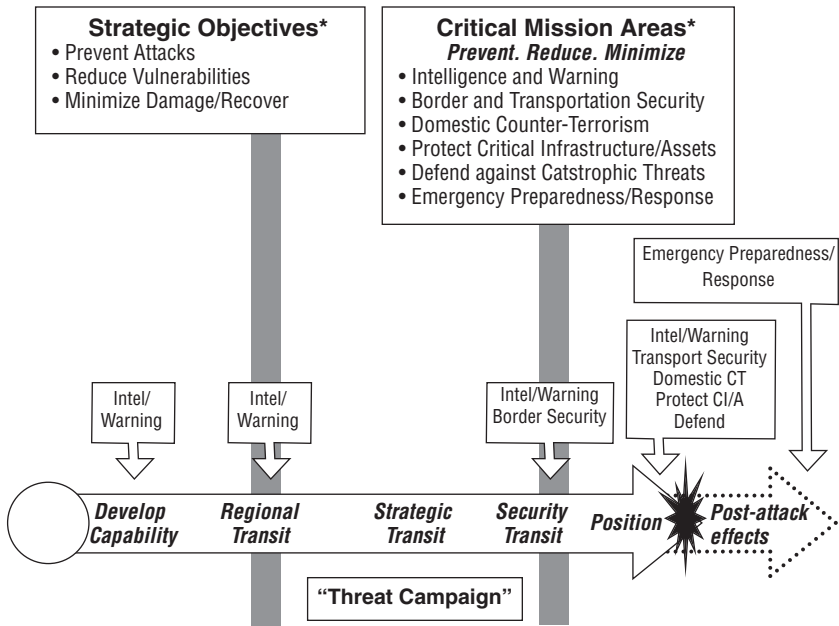 Strategic Objectives*
• Prevent Attacks
• Reduce Vulnerabilities
• Minimize Damage/Recover
Critical Mission Areas*
Prevent. Reduce. Minimize
• Intelligence and Warning
• Border and Transportation Security
• Domestic Counter-Terrorism
• Protect Critical Infrastructure/Assets
• Defend against Catstrophic Threats
• Emergency Preparedness/Response
Emergency Preparedness/
Response
Intel/
Warning
Intel/
Warning
Intel/Warning
Border Security
Intel/Warning
Transport Security
Domestic CT
Protect CI/A
Defend
Develop
Capability
Regional
Transit
Strategic
Transit
Security
Transit
Position
Post-attack
effects
“Threat Campaign”